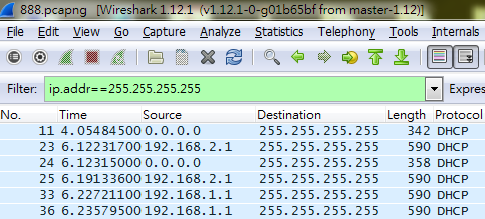 888.pcapng [Wireshark 1.12.1 (v1.12.1-0-g01b65bf from master-1.12)]
File Edit View Go Capture Analyze Statistics Telephony Tools Internals
Filter: ip.addr==255.255.255.255 Expres
No. Time Source Destination Length Protocol
11 4.05484500 0.0.0.0 255.255.255.255 342 DHCP
23 6.12231700 192.168.2.1 255.255.255.255 590 DHCP
24 6.12315000 0.0.0.0 255.255.255.255 358 DHCP
25 6.19133600 192.168.2.1 255.255.255.255 590 DHCP
33 6.22721100 192.168.1.1 255.255.255.255 590 DHCP
36 6.23579500 192.168.1.1 255.255.255.255 590 DHCP